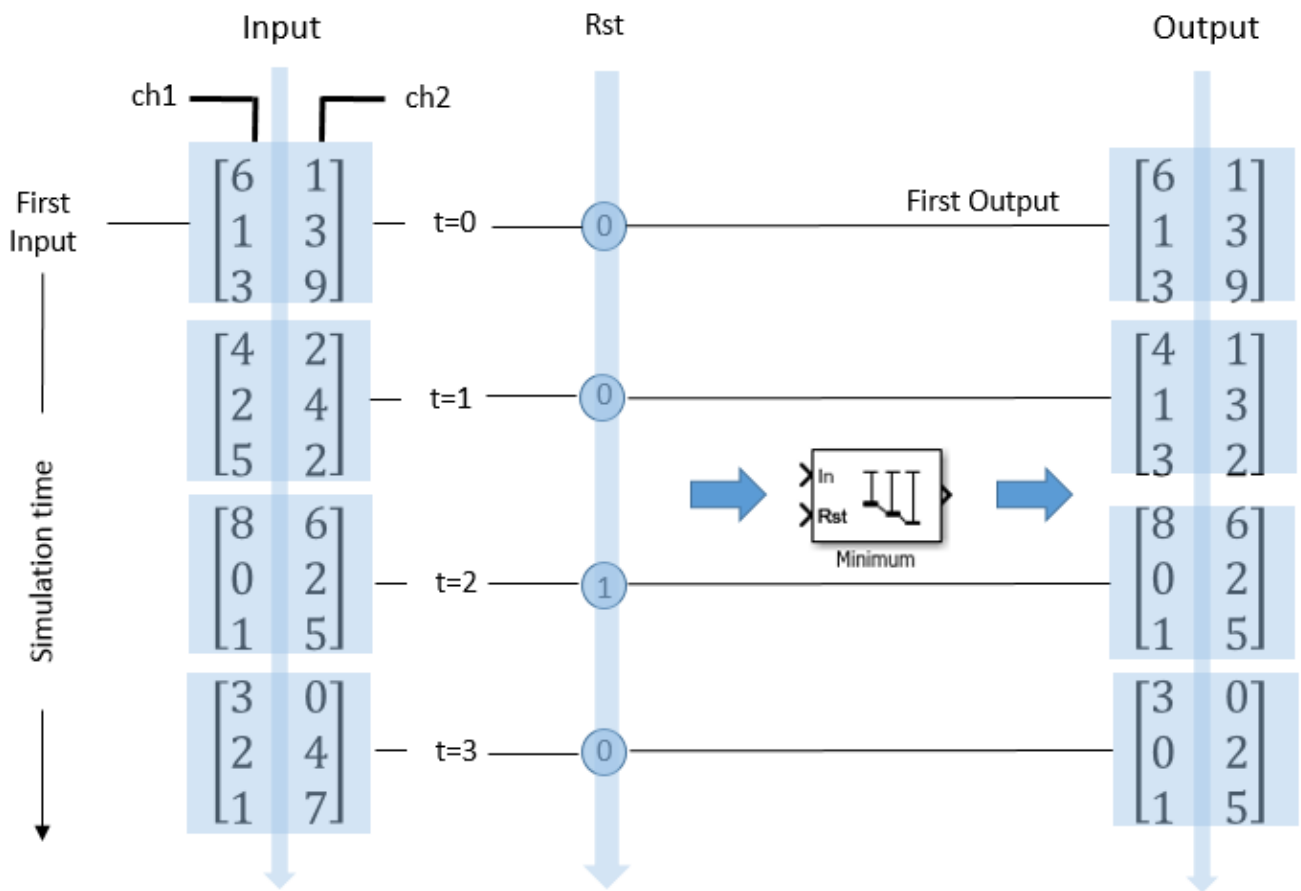 Input Rst Output
ch1 ch2
First
Input
[6 1]
[1 3]
[3 9]
t=0
0
First Output
[6 1]
[1 3]
[3 9]
[4 2]
[2 4]
[5 2]
t=1
0
[4 1]
[1 3]
[3 2]
Simulation time
In
Rst
Minimum
[8 6]
[0 2]
[1 5]
t=2
1
[8 6]
[0 2]
[1 5]
[3 0]
[2 4]
[1 7]
t=3
0
[3 0]
[0 2]
[1 5]